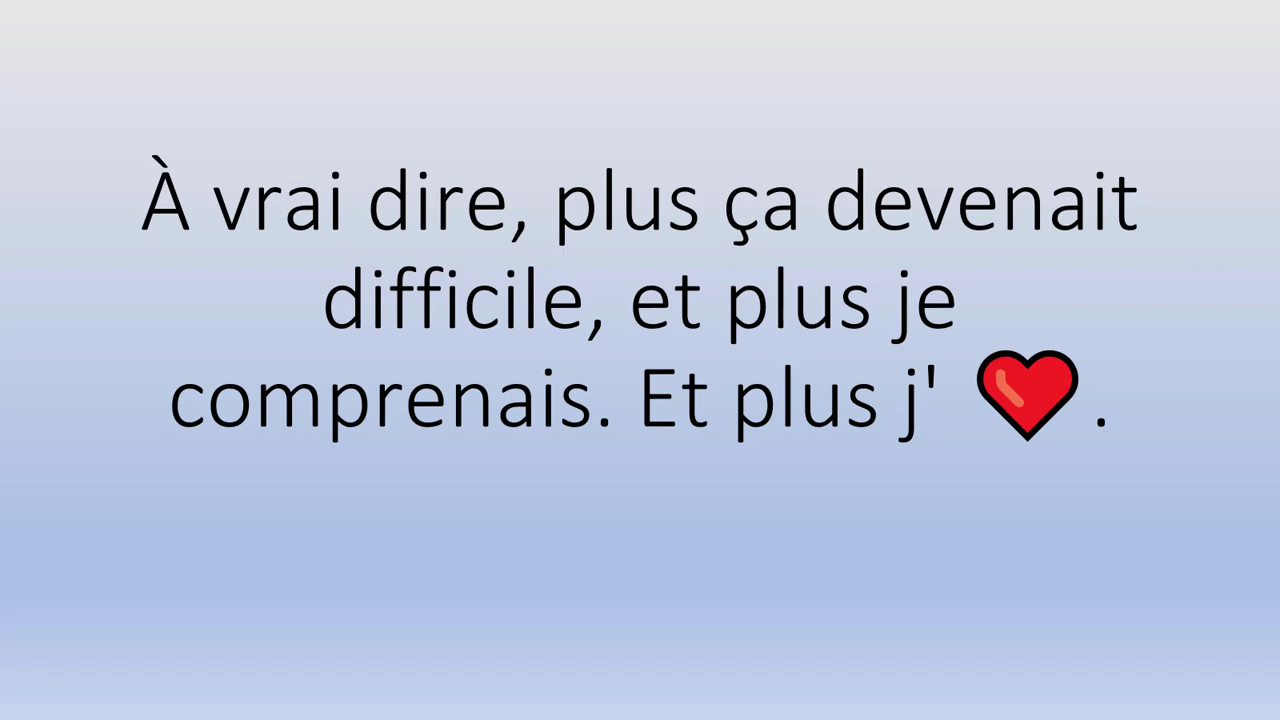 À vrai dire, plus ça devenait
difficile, et plus je
comprenais. Et plus j' ❤️.